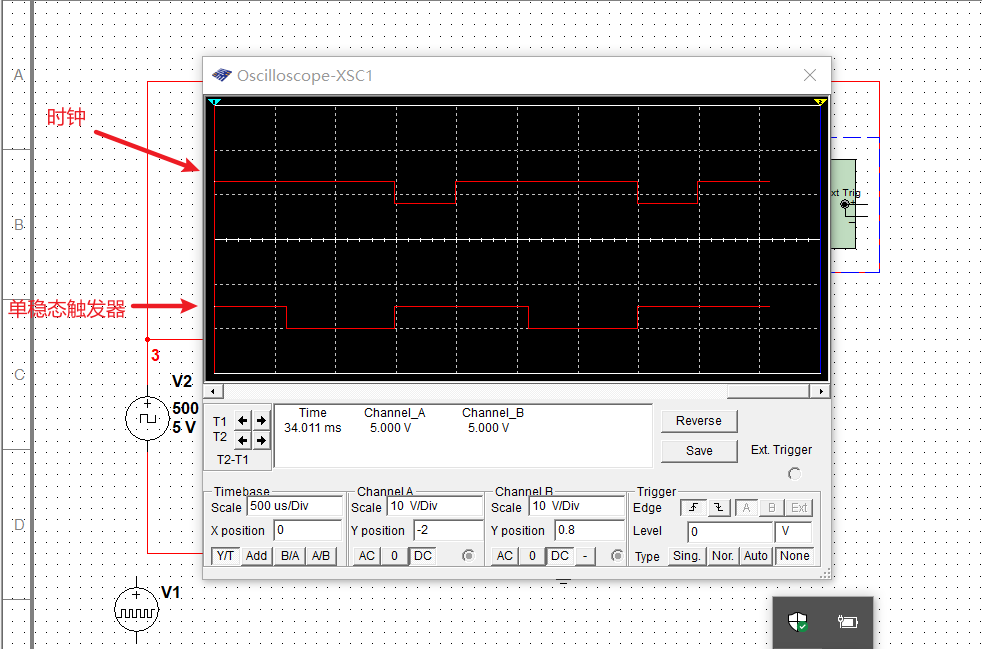 Oscilloscope-XSC1
A
时钟
1
2
xt Trig
B
单稳态触发器
3
C
V2
500
5 V
T1
T2
T2-T1
Time Channel_A Channel_B
34.011 ms 5.000 V 5.000 V
Reverse
Save
Ext. Trigger
Timebase
Scale 500 us/Div
X position 0
Y/T Add B/A A/B
Channel A
Scale 10 V/Div
Y position -2
AC 0 DC
Channel B
Scale 10 V/Div
Y position 0.8
AC 0 DC -
Trigger
Edge A B Ext
Level 0 V
Type Sing. Nor. Auto None
D
V1